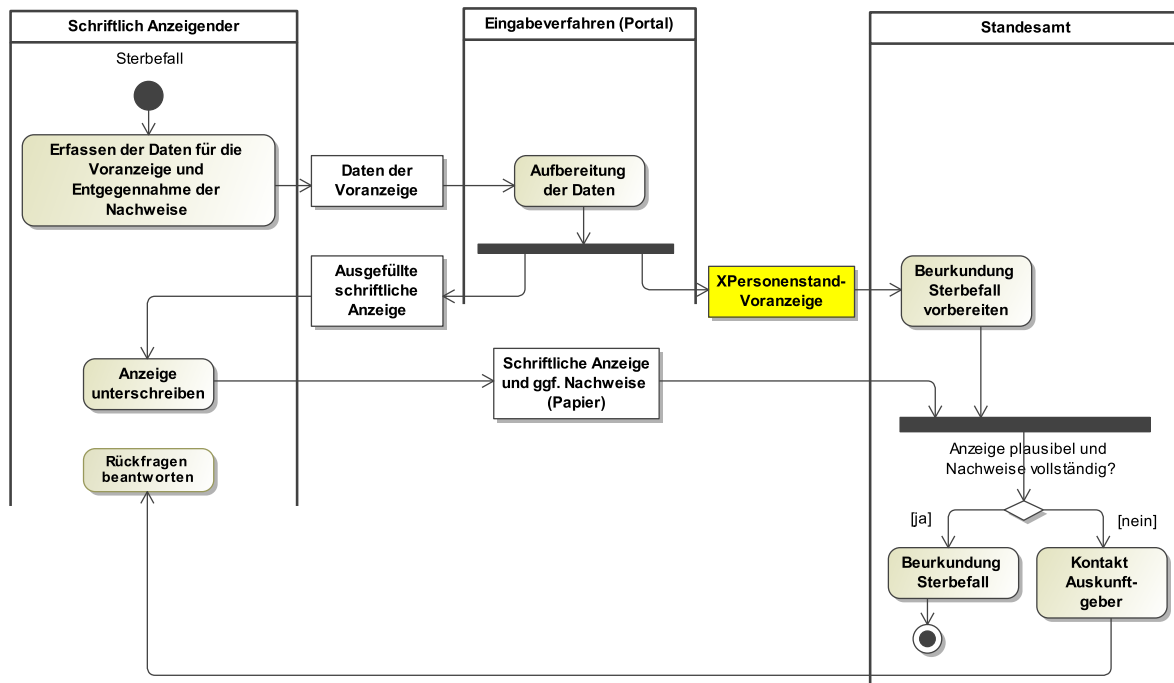 Schriftlich Anzeigender
Eingabeverfahren (Portal)
Standesamt
Sterbefall
Erfassen der Daten für die
Voranzeige und
Entgegennahme der
Nachweise
Daten der
Voranzeige
Aufbereitung
der Daten
Ausgefüllte
schriftliche
Anzeige
XPersonenstand-
Voranzeige
Beurkundung
Sterbefall
vorbereiten
Anzeige
unterschreiben
Schriftliche Anzeige
und ggf. Nachweise
(Papier)
Rückfragen
beantworten
Anzeige plausibel und
Nachweise vollständig?
[ja]
[nein]
Beurkundung
Sterbefall
Kontakt
Auskunft-
geber